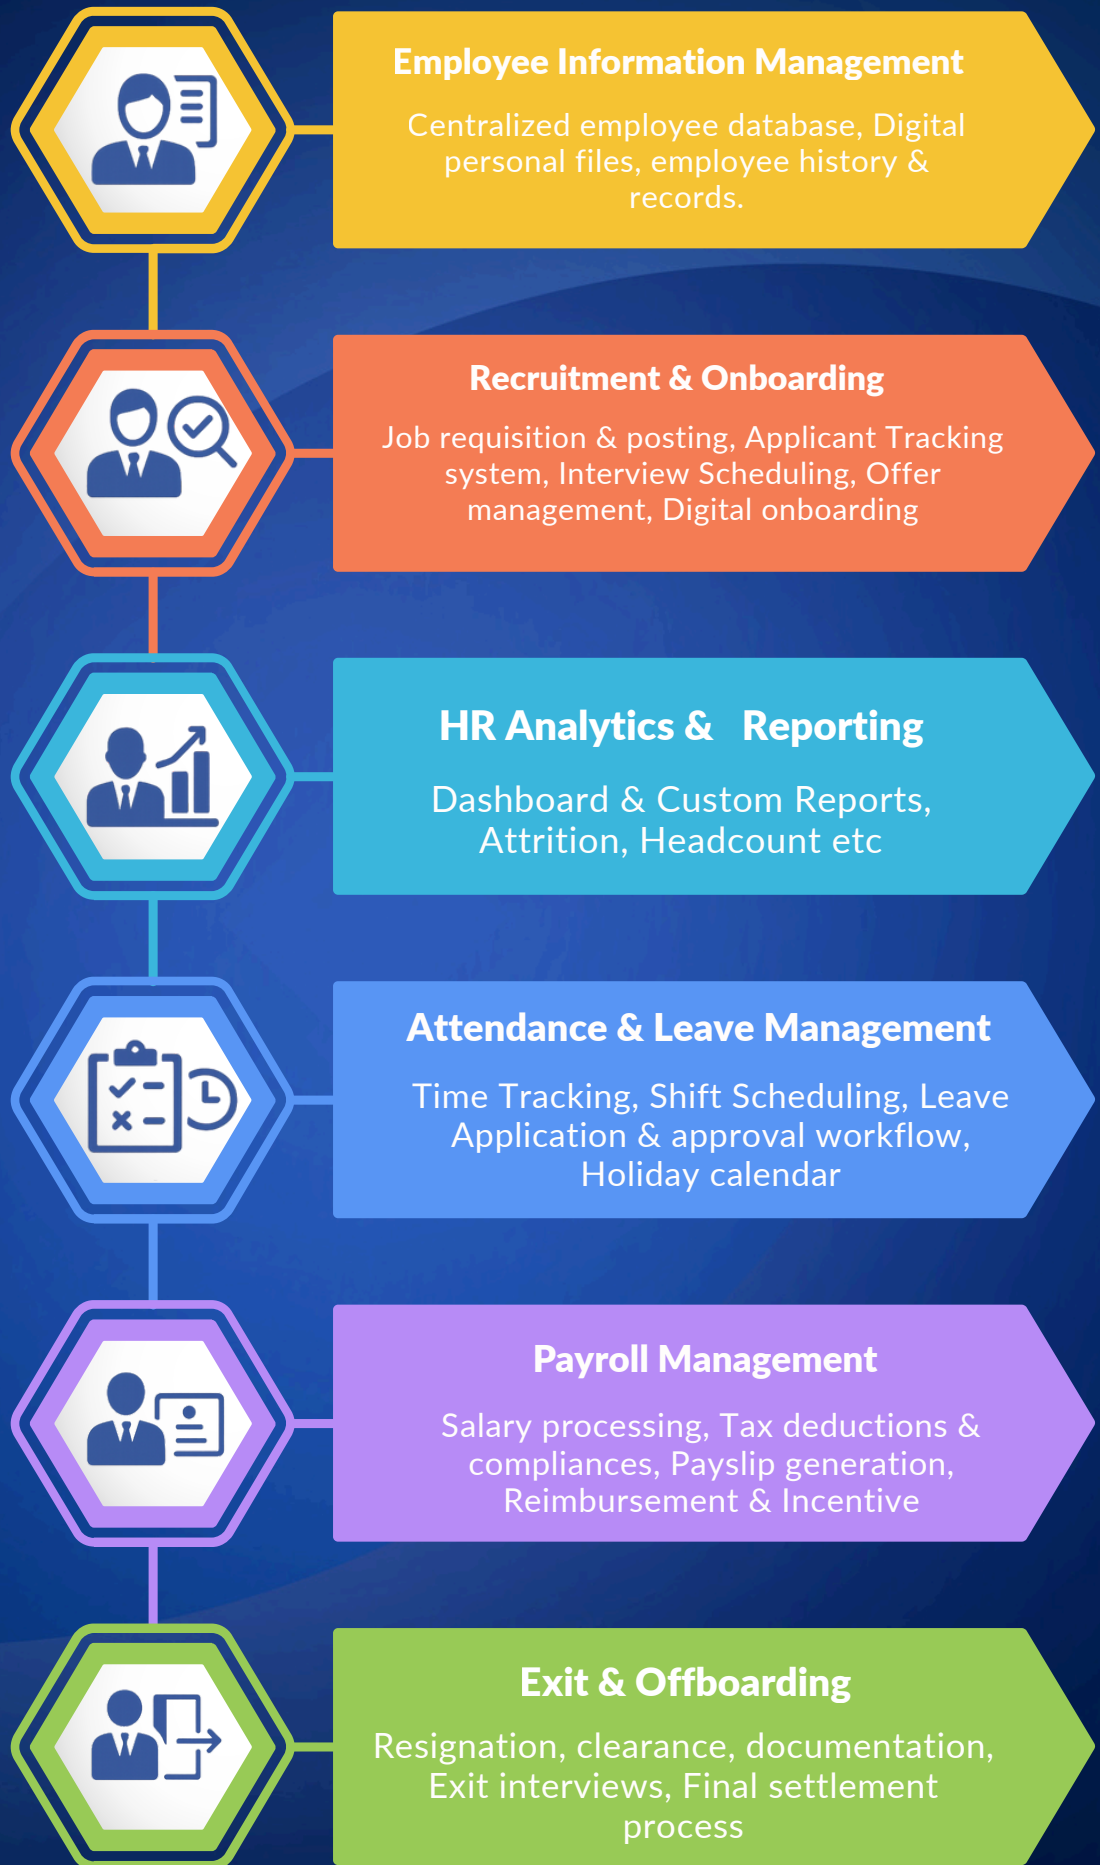 Employee Information Management
Centralized employee database, Digital
personal files, employee history &
records.
Recruitment & Onboarding
Job requisition & posting, Applicant Tracking
system, Interview Scheduling, Offer
management, Digital onboarding
HR Analytics & Reporting
Dashboard & Custom Reports,
Attrition, Headcount etc
Attendance & Leave Management
Time Tracking, Shift Scheduling, Leave
Application & approval workflow,
Holiday calendar
Payroll Management
Salary processing, Tax deductions &
compliances, Payslip generation,
Reimbursement & Incentive
Exit & Offboarding
Resignation, clearance, documentation,
Exit interviews, Final settlement
process